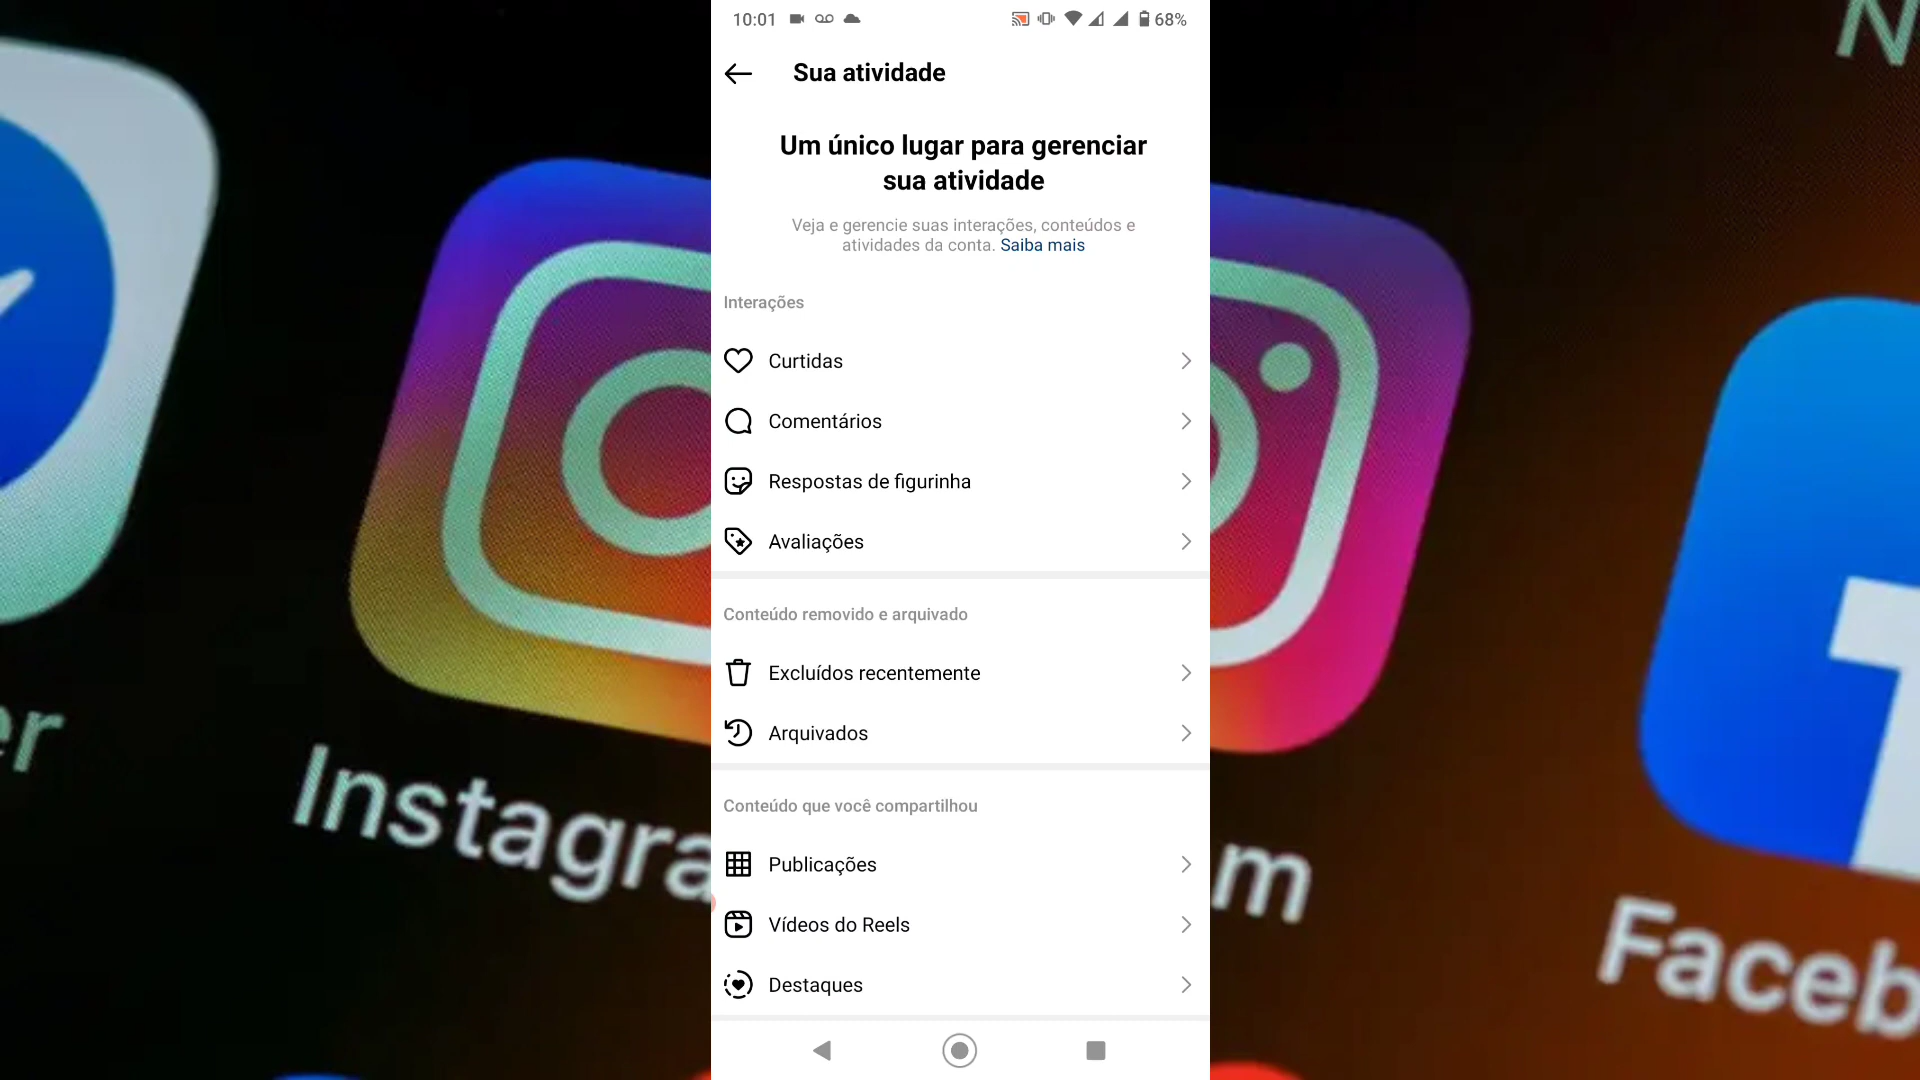 10:01
68%
Sua atividade
Um único lugar para gerenciar
sua atividade
Veja e gerencie suas interações, conteúdos e
atividades da conta. Saiba mais
Interações
Curtidas
Comentários
Respostas de figurinha
Avaliações
Conteúdo removido e arquivado
Excluídos recentemente
Arquivados
Conteúdo que você compartilhou
Publicações
Vídeos do Reels
Destaques
er
Instagra
m
Faceb
N